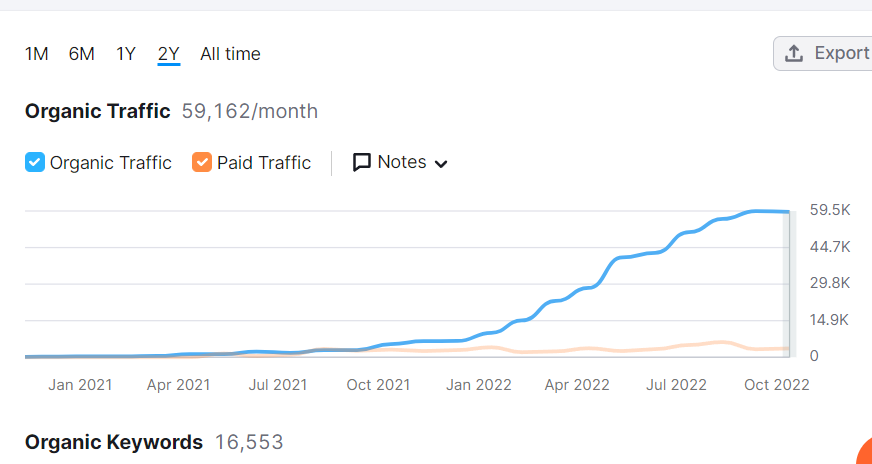 1M 6M 1Y 2Y All time Export
Organic Traffic 59,162/month
Organic Traffic Paid Traffic Notes
59.5K
44.7K
29.8K
14.9K
0
Jan 2021 Apr 2021 Jul 2021 Oct 2021 Jan 2022 Apr 2022 Jul 2022 Oct 2022
Organic Keywords 16,553